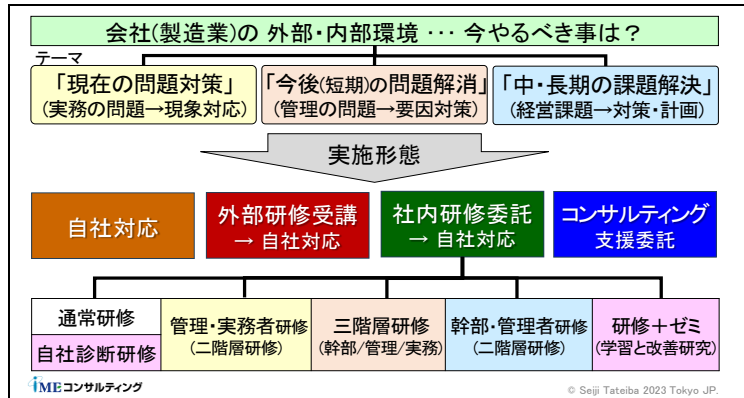 会社(製造業)の 外部・内部環境 … 今やるべき事は？
テーマ
「現在の問題対策」
(実務の問題→現象対応)
「今後(短期)の問題解消」
(管理の問題→要因対策)
「中・長期の課題解決」
(経営課題→対策・計画)
実施形態
自社対応
外部研修受講
→ 自社対応
社内研修委託
→ 自社対応
コンサルティング
支援委託
通常研修
自社診断研修
管理・実務者研修
(二階層研修)
三階層研修
(幹部/管理/実務)
幹部・管理者研修
(二階層研修)
研修＋ゼミ
(学習と改善研究)
iMEコンサルティング
© Seiji Tateiba 2023 Tokyo JP.